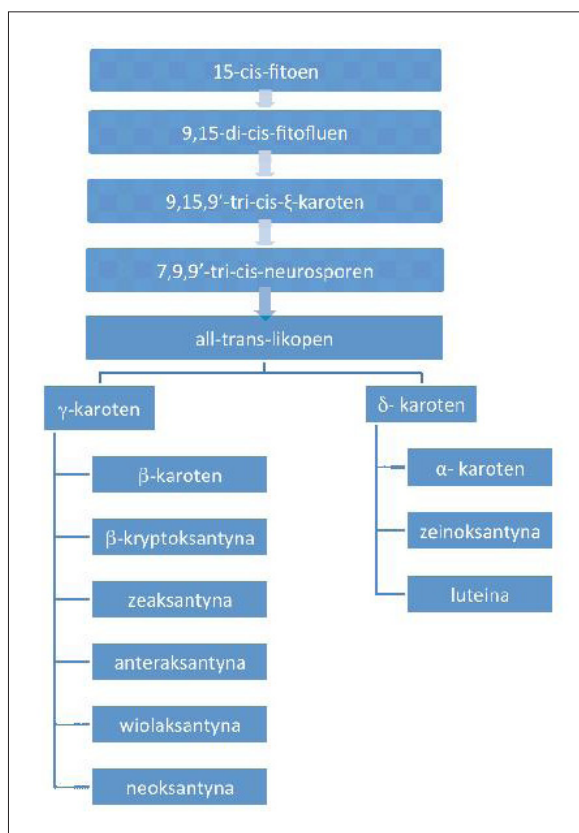 15-cis-fitoen
9,15-di-cis-fitofluen
9,15,9′-tri-cis-ξ-karoten
7,9,9′-tri-cis-neurosporen
all-trans-likopen
γ-karoten
β-karoten
β-kryptoksantyna
zeaksantyna
anteraksantyna
wiolaksantyna
neoksantyna
δ- karoten
α- karoten
zeinoksantyna
luteina